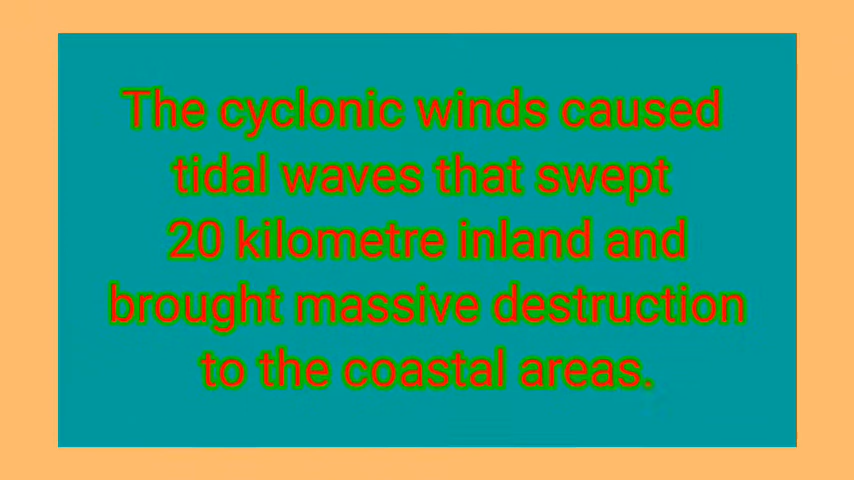 The cyclonic winds caused
tidal waves that swept
20 kilometre inland and
brought massive destruction
to the coastal areas.